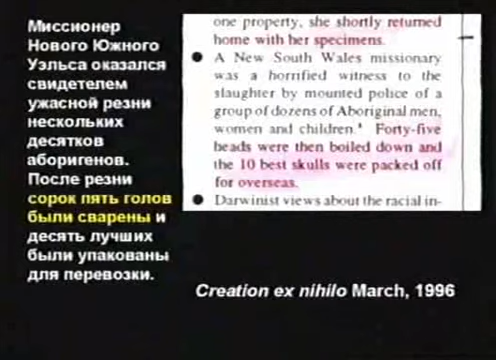 Миссионер
Нового Южного
Уэльса оказался
свидетелем
ужасной резни
нескольких
десятков
аборигенов.
После резни
сорок пять голов
были сварены и
десять лучших
были упакованы
для перевозки.
one property, she shortly returned
home with her specimens.
● A New South Wales missionary
was a horrified witness to the
slaughter by mounted police of a
group of dozens of Aboriginal men,
women and children. Forty-five
heads were then boiled down and
the 10 best skulls were packed off
for overseas.
● Darwinist views about the racial in-
Creation ex nihilo March, 1996